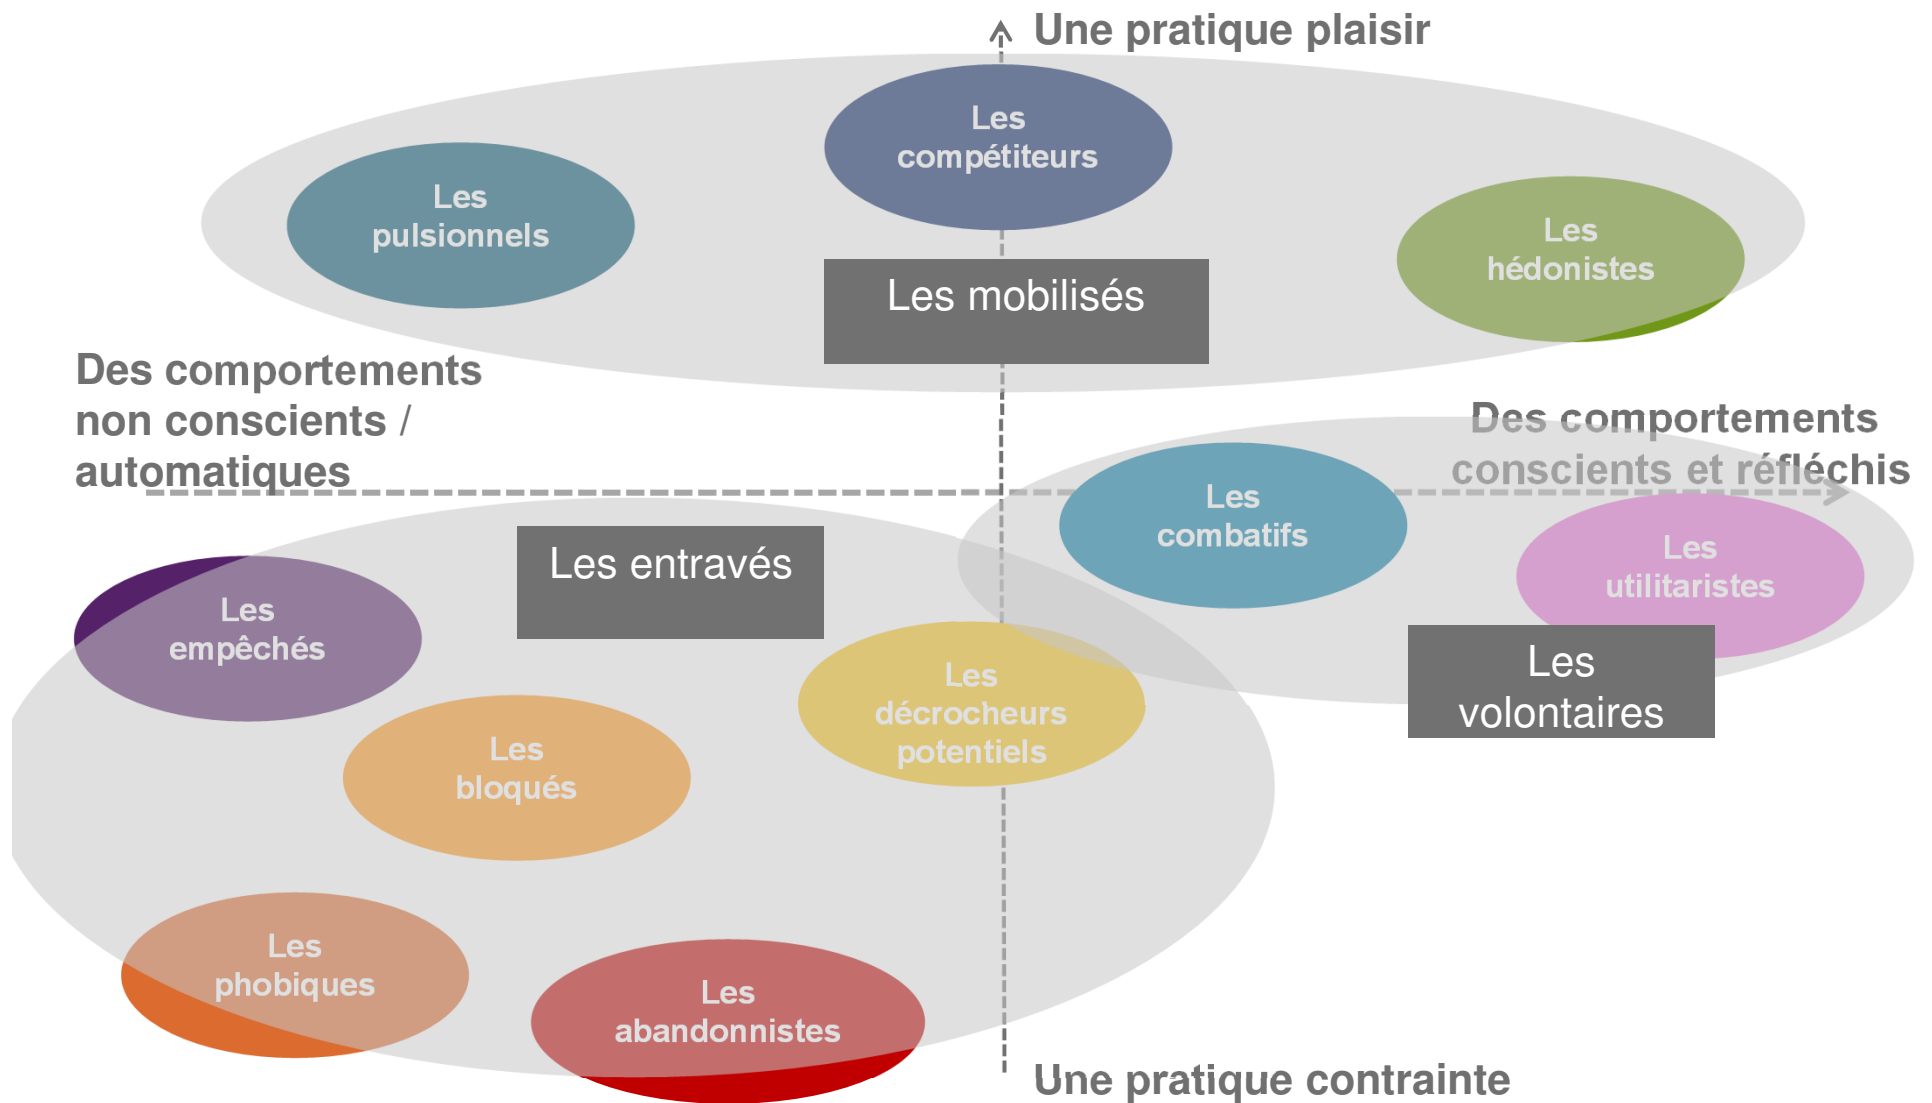 Une pratique plaisir
Les
compétiteurs
Les
pulsionnels
Les
hédonistes
Les mobilisés
Des comportements
non conscients /
automatiques
Des comportements
conscients et réfléchis
Les
combatifs
Les
utilitaristes
Les entravés
Les
empêchés
Les
décrocheurs
potentiels
Les
volontaires
Les
bloqués
Les
phobiques
Les
abandonnistes
Une pratique contrainte